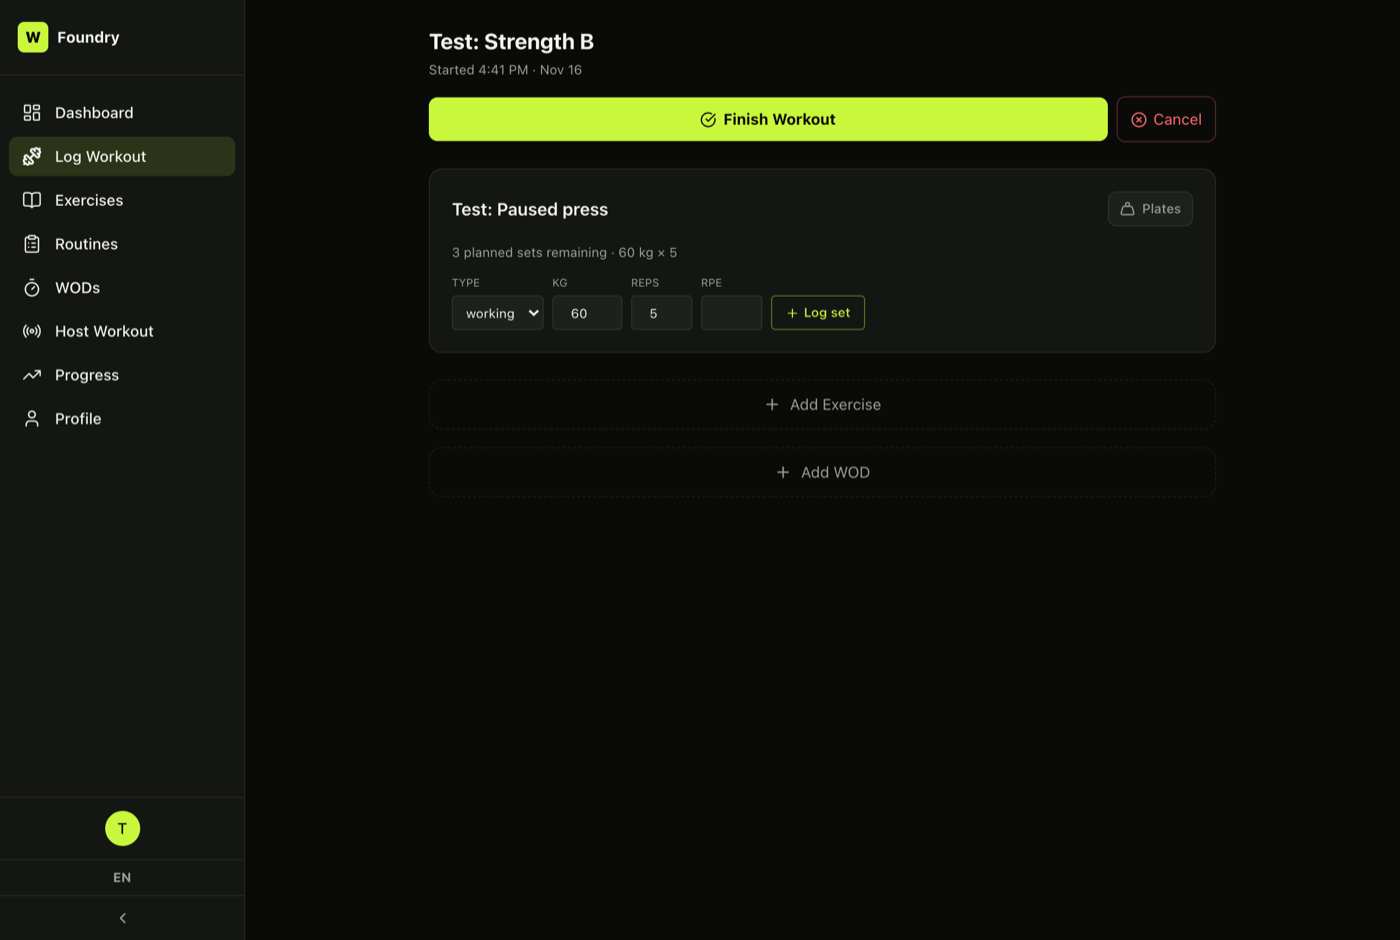 W Foundry
Dashboard
Log Workout
Exercises
Routines
WODs
Host Workout
Progress
Profile
T
EN
Test: Strength B
Started 4:41 PM · Nov 16
Finish Workout
Cancel
Test: Paused press
Plates
3 planned sets remaining · 60 kg × 5
TYPE KG REPS RPE
working 60 5 + Log set
+ Add Exercise
+ Add WOD